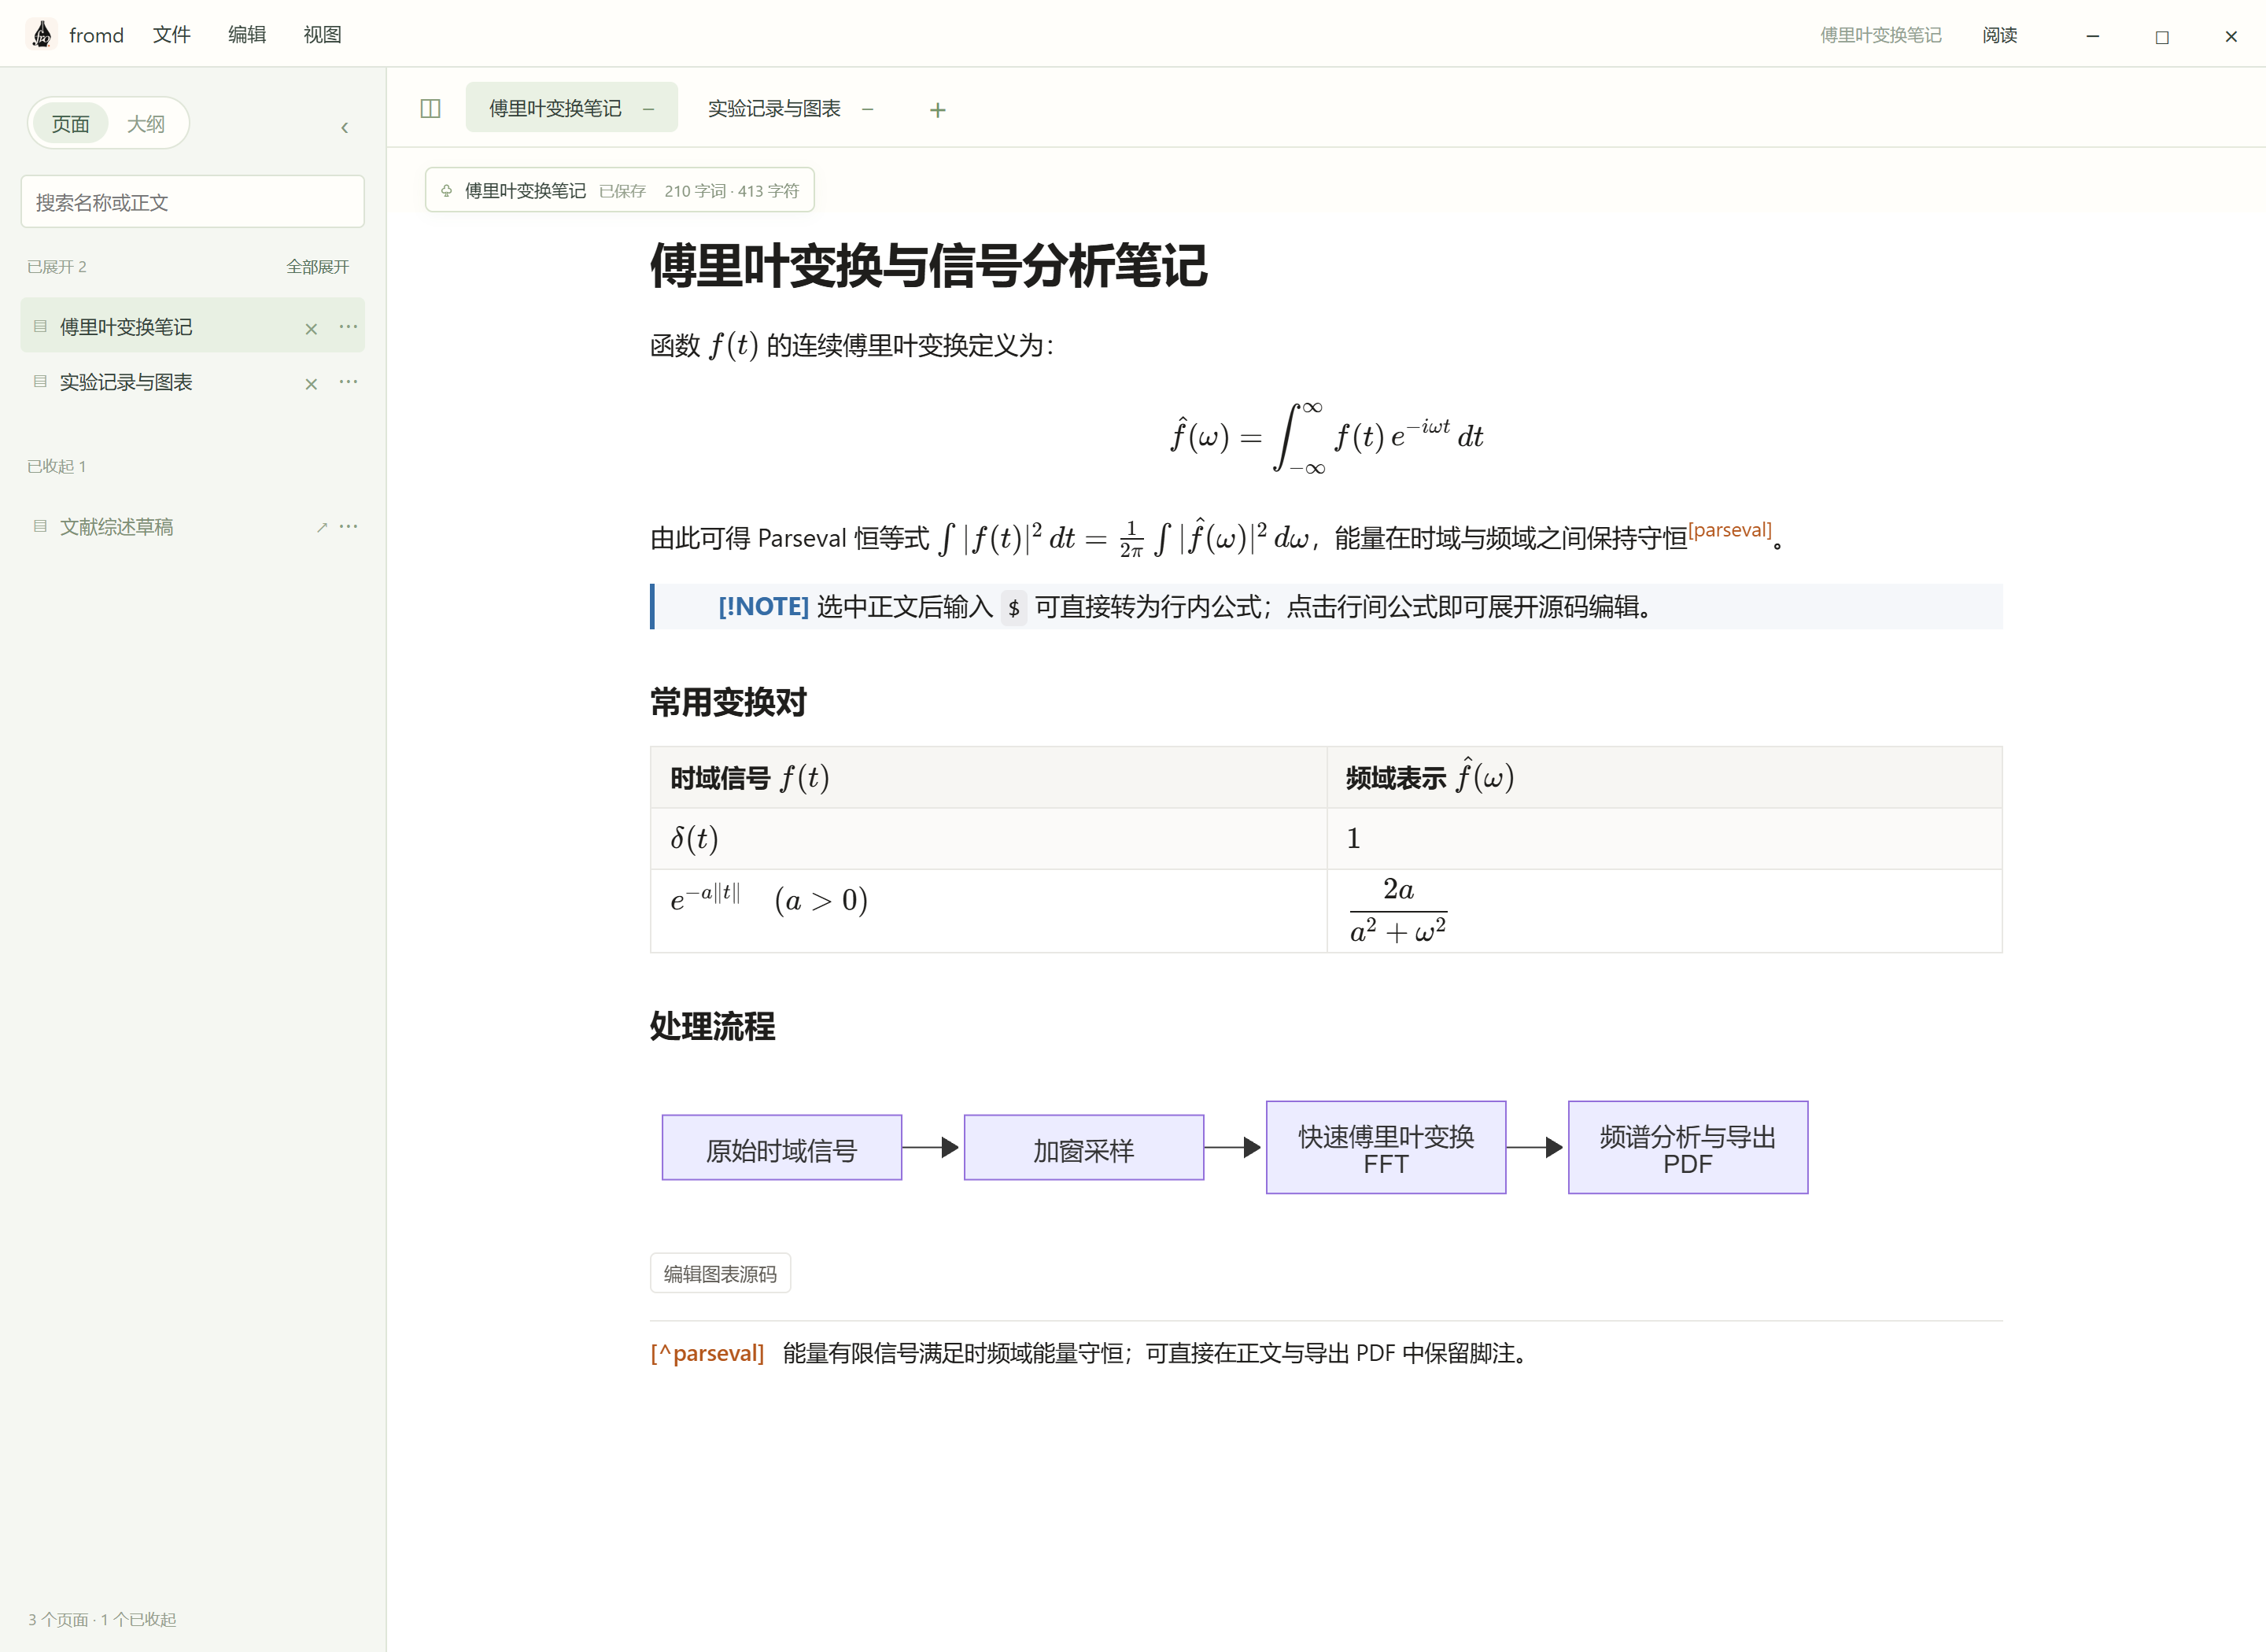 fromd 文件 编辑 视图 傅里叶变换笔记 阅读
页面 大纲
搜索名称或正文
已展开 2 全部展开
傅里叶变换笔记
实验记录与图表
已收起 1
文献综述草稿
3 个页面 · 1 个已收起
傅里叶变换笔记 实验记录与图表
傅里叶变换笔记 已保存 210 字词 · 413 字符
傅里叶变换与信号分析笔记
函数 f(t) 的连续傅里叶变换定义为：
f̂(ω) = ∫_{−∞}^{∞} f(t) e^{−iωt} dt
由此可得 Parseval 恒等式 ∫ |f(t)|² dt = 1/(2π) ∫ |f̂(ω)|² dω，能量在时域与频域之间保持守恒[parseval]。
[!NOTE] 选中正文后输入 $ 可直接转为行内公式；点击行间公式即可展开源码编辑。
常用变换对
时域信号 f(t) 频域表示 f̂(ω)
δ(t) 1
e^{−a||t||} (a > 0) 2a/(a² + ω²)
处理流程
原始时域信号
加窗采样
快速傅里叶变换
FFT
频谱分析与导出
PDF
编辑图表源码
[^parseval] 能量有限信号满足时频域能量守恒；可直接在正文与导出 PDF 中保留脚注。